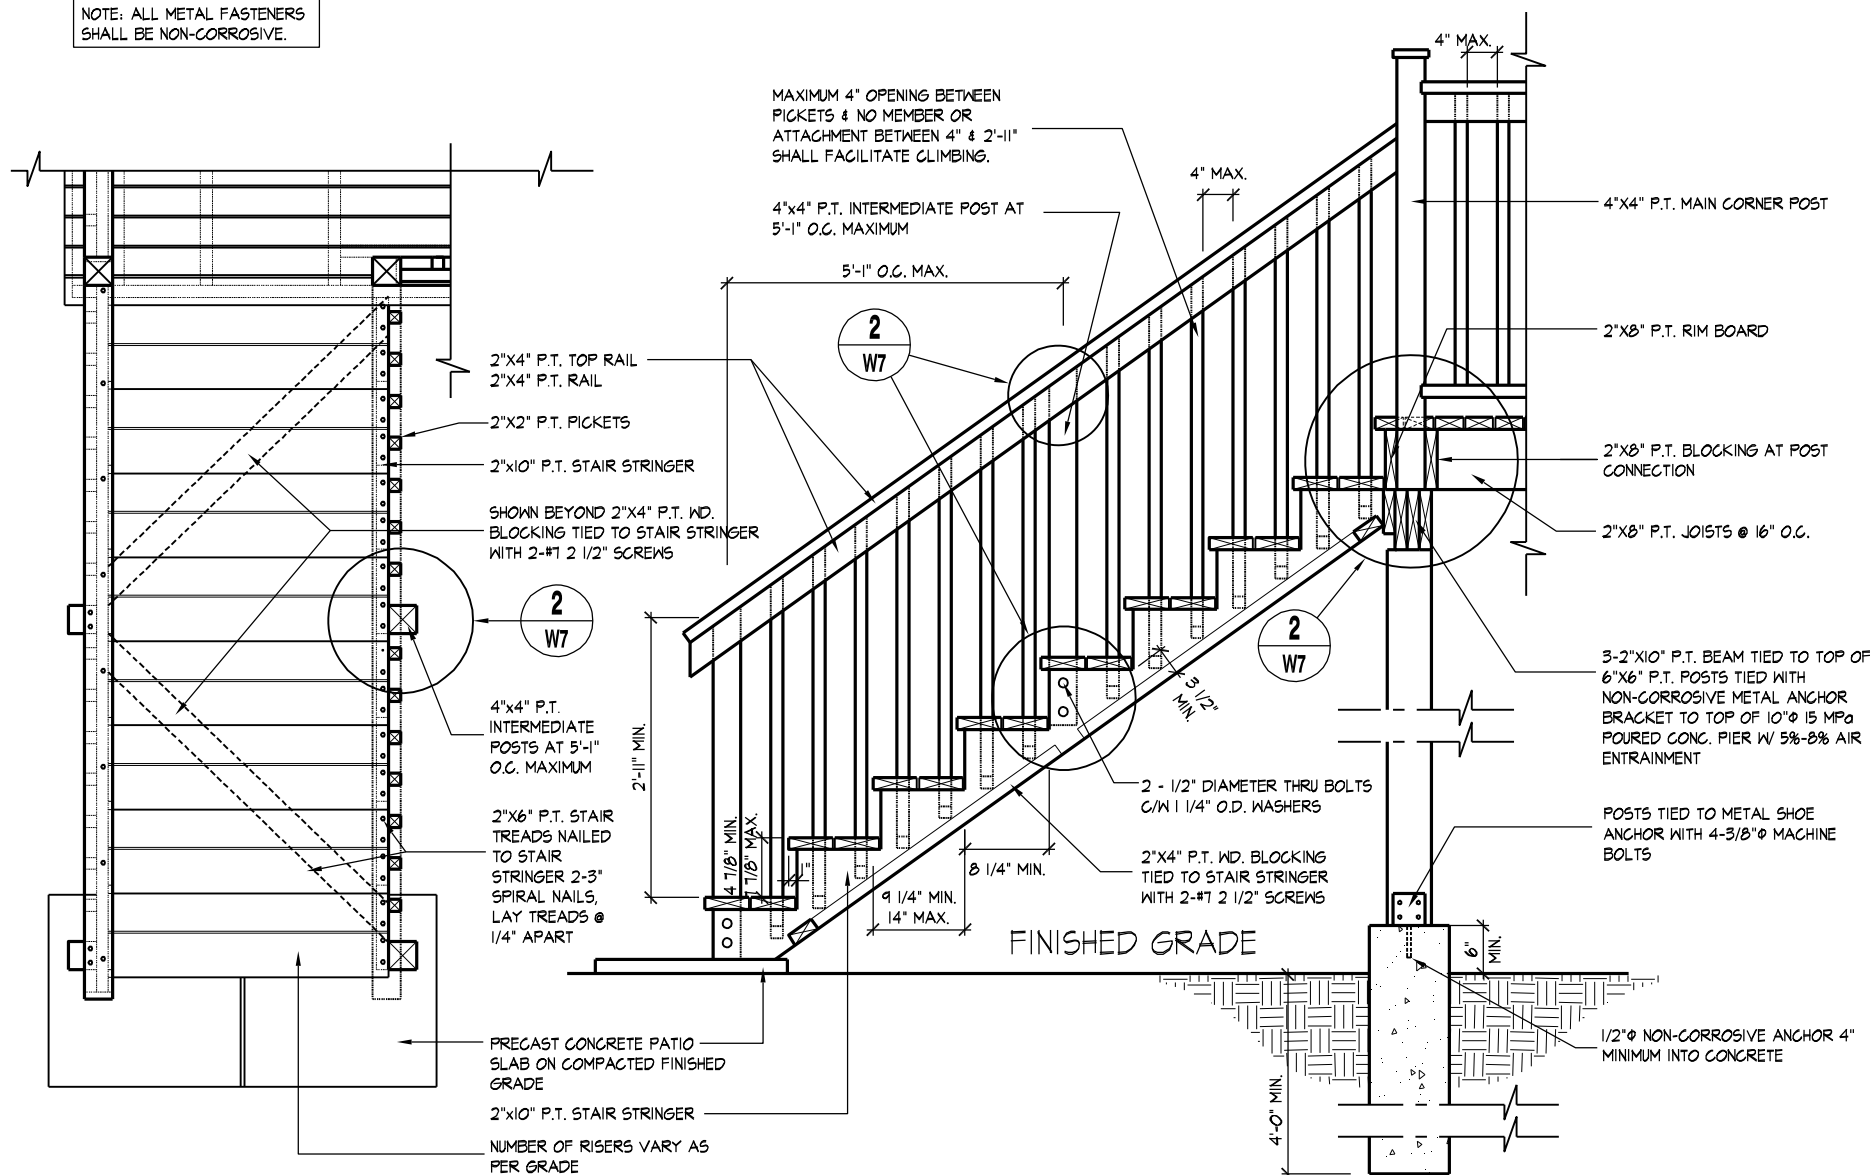 NOTE: ALL METAL FASTENERS
SHALL BE NON-CORROSIVE.
MAXIMUM 4" OPENING BETWEEN
PICKETS & NO MEMBER OR
ATTACHMENT BETWEEN 4" & 2'-11"
SHALL FACILITATE CLIMBING.
4"x4" P.T. INTERMEDIATE POST AT
5'-1" O.C. MAXIMUM
5'-1" O.C. MAX.
4" MAX.
4" MAX.
2
W7
2"X4" P.T. TOP RAIL
2"X4" P.T. RAIL
2"X2" P.T. PICKETS
2"x10" P.T. STAIR STRINGER
SHOWN BEYOND 2"X4" P.T. WD.
BLOCKING TIED TO STAIR STRINGER
WITH 2-#7 2 1/2" SCREWS
2
W7
4"x4" P.T.
INTERMEDIATE
POSTS AT 5'-1"
O.C. MAXIMUM
2"X6" P.T. STAIR
TREADS NAILED
TO STAIR
STRINGER 2-3"
SPIRAL NAILS,
LAY TREADS @
1/4" APART
PRECAST CONCRETE PATIO
SLAB ON COMPACTED FINISHED
GRADE
2"x10" P.T. STAIR STRINGER
NUMBER OF RISERS VARY AS
PER GRADE
2'-11" MIN.
4 7/8" MIN.
7 7/8" MAX.
1"
9 1/4" MIN.
14" MAX.
8 1/4" MIN.
3 1/2"
MIN.
2
W7
2 - 1/2" DIAMETER THRU BOLTS
C/W 1 1/4" O.D. WASHERS
2"X4" P.T. WD. BLOCKING
TIED TO STAIR STRINGER
WITH 2-#7 2 1/2" SCREWS
FINISHED GRADE
4'-0" MIN.
6"
MIN.
4"X4" P.T. MAIN CORNER POST
2"X8" P.T. RIM BOARD
2"X8" P.T. BLOCKING AT POST
CONNECTION
2"X8" P.T. JOISTS @ 16" O.C.
3-2"X10" P.T. BEAM TIED TO TOP OF
6"X6" P.T. POSTS TIED WITH
NON-CORROSIVE METAL ANCHOR
BRACKET TO TOP OF 10"Φ 15 MPa
POURED CONC. PIER W/ 5%-8% AIR
ENTRAINMENT
POSTS TIED TO METAL SHOE
ANCHOR WITH 4-3/8"Φ MACHINE
BOLTS
1/2"Φ NON-CORROSIVE ANCHOR 4"
MINIMUM INTO CONCRETE